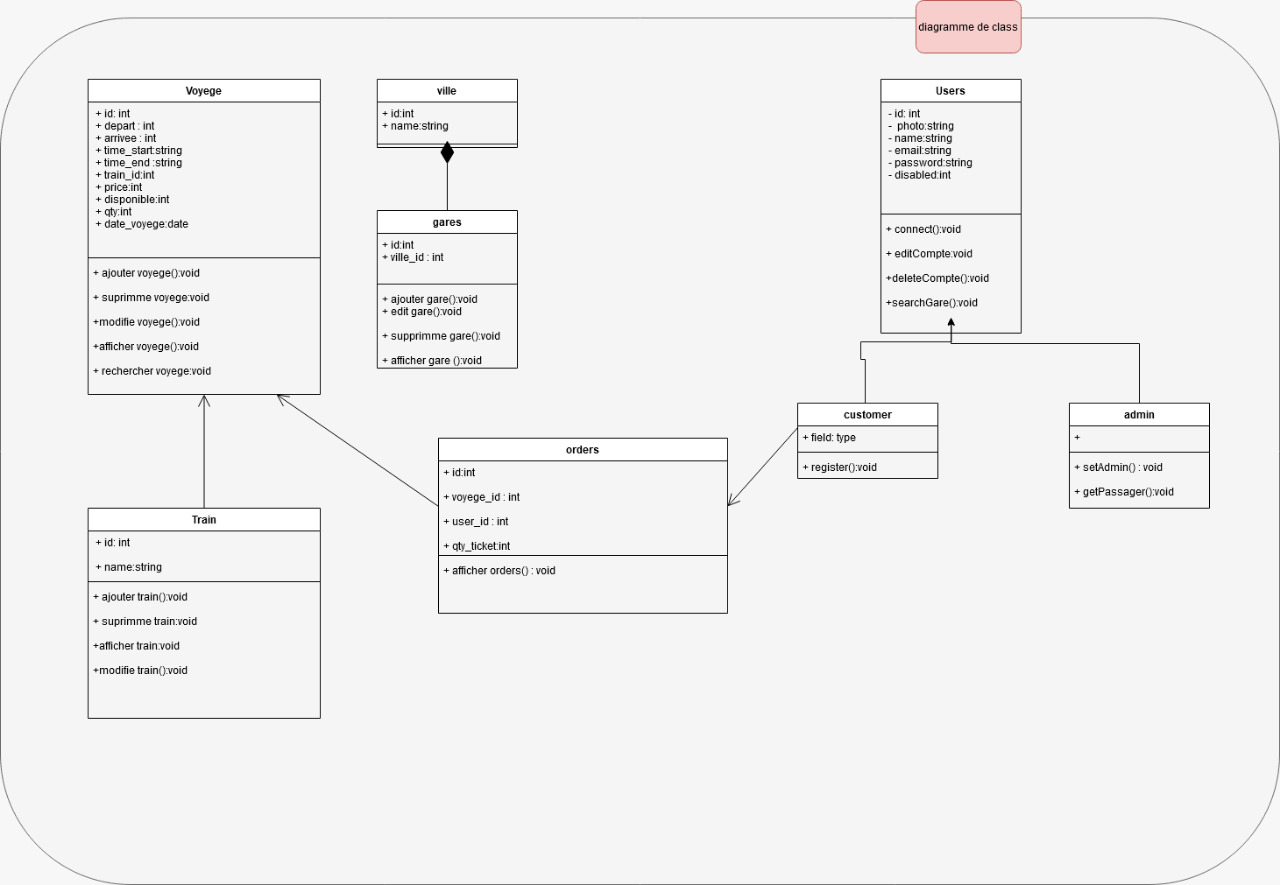 diagramme de class
Voyege
+ id: int
+ depart : int
+ arrivee : int
+ time_start:string
+ time_end :string
+ train_id:int
+ price:int
+ disponible:int
+ qty:int
+ date_voyege:date
+ ajouter voyege():void
+ suprimme voyege:void
+modifie voyege():void
+afficher voyege():void
+ rechercher voyege:void
ville
+ id:int
+ name:string
gares
+ id:int
+ ville_id : int
+ ajouter gare():void
+ edit gare():void
+ supprimme gare():void
+ afficher gare ():void
Users
- id: int
- photo:string
- name:string
- email:string
- password:string
- disabled:int
+ connect():void
+ editCompte:void
+deleteCompte():void
+searchGare():void
customer
+ field: type
+ register():void
admin
+
+ setAdmin() : void
+ getPassager():void
orders
+ id:int
+ voyege_id : int
+ user_id : int
+ qty_ticket:int
+ afficher orders() : void
Train
+ id: int
+ name:string
+ ajouter train():void
+ suprimme train:void
+afficher train:void
+modifie train():void